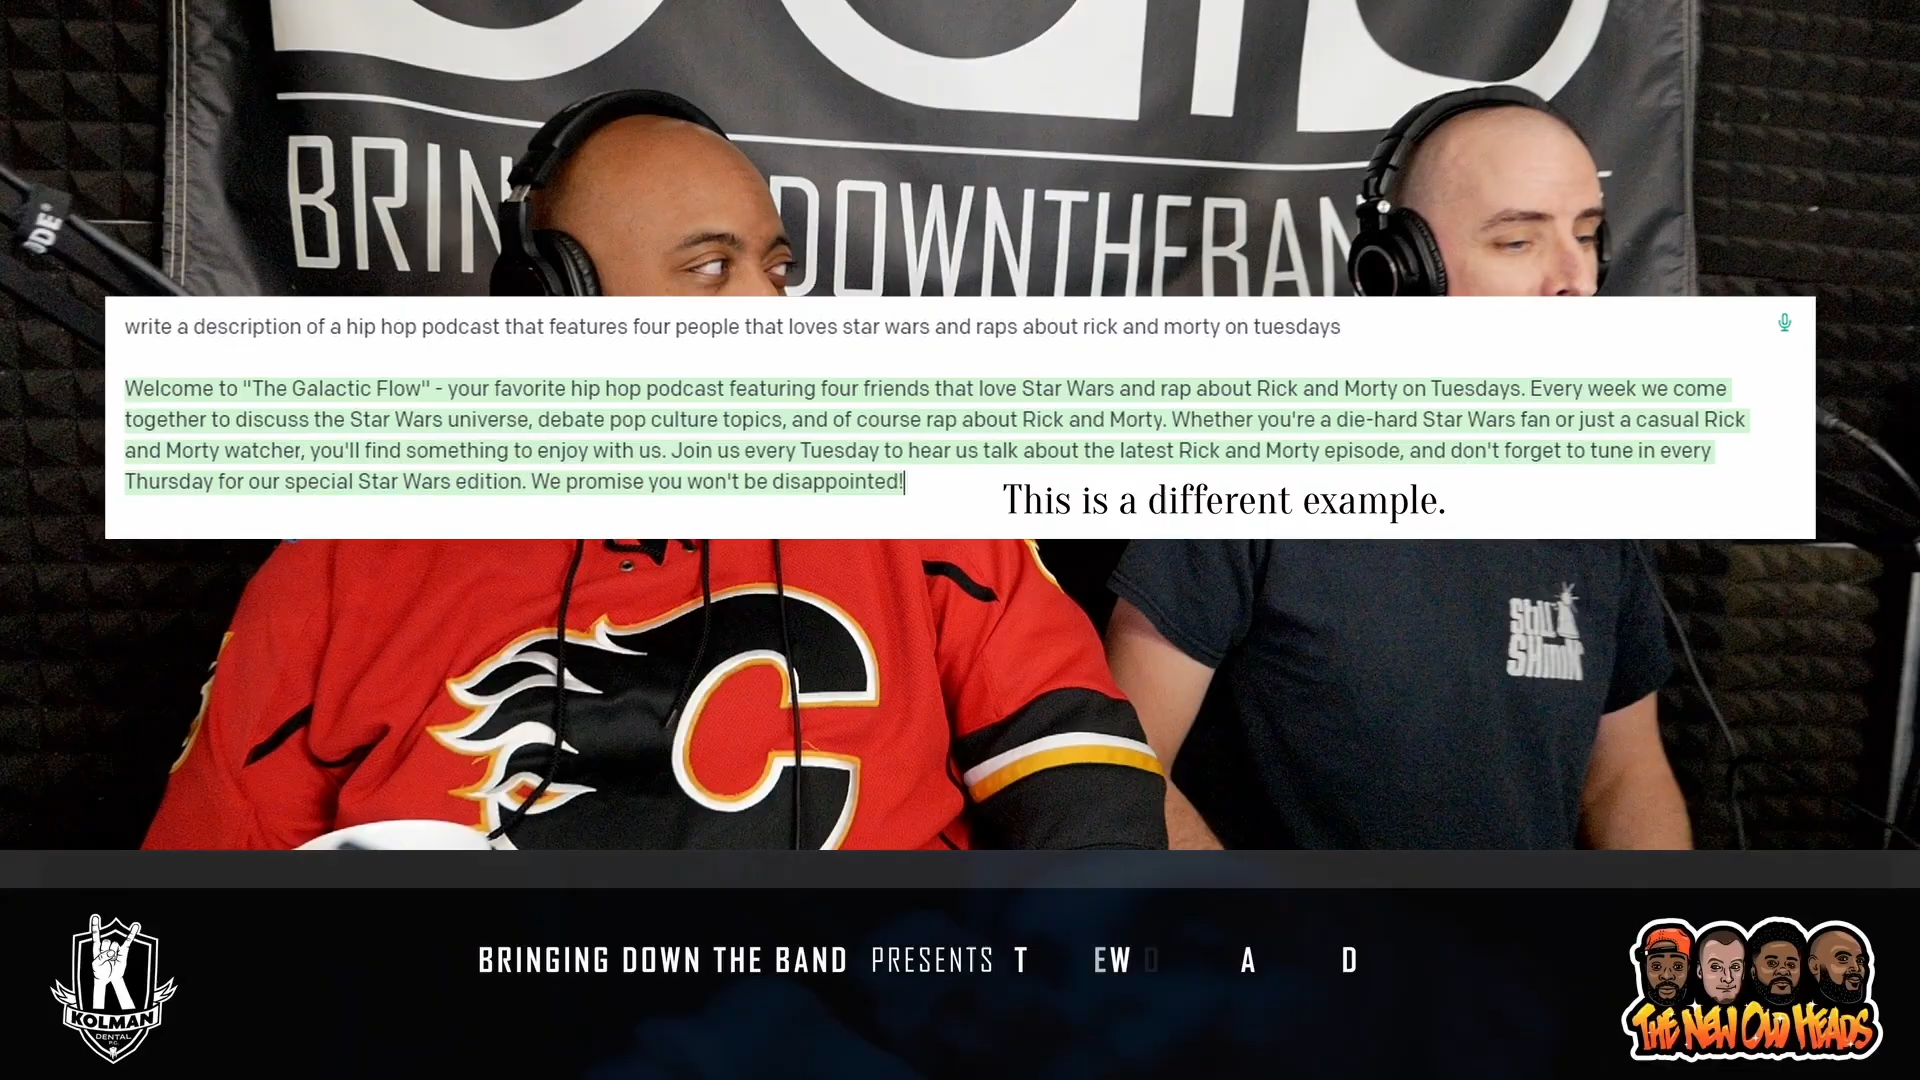 BRIN DOWNTHEBAN
write a description of a hip hop podcast that features four people that loves star wars and raps about rick and morty on tuesdays
Welcome to "The Galactic Flow" - your favorite hip hop podcast featuring four friends that love Star Wars and rap about Rick and Morty on Tuesdays. Every week we come
together to discuss the Star Wars universe, debate pop culture topics, and of course rap about Rick and Morty. Whether you're a die-hard Star Wars fan or just a casual Rick
and Morty watcher, you'll find something to enjoy with us. Join us every Tuesday to hear us talk about the latest Rick and Morty episode, and don't forget to tune in every
Thursday for our special Star Wars edition. We promise you won't be disappointed!
This is a different example.
C
Still
SHmiK
BRINGING DOWN THE BAND PRESENTS T EW O A D
K
KOLMAN
DENTAL
P.C.
THE NEW OLD HEADS